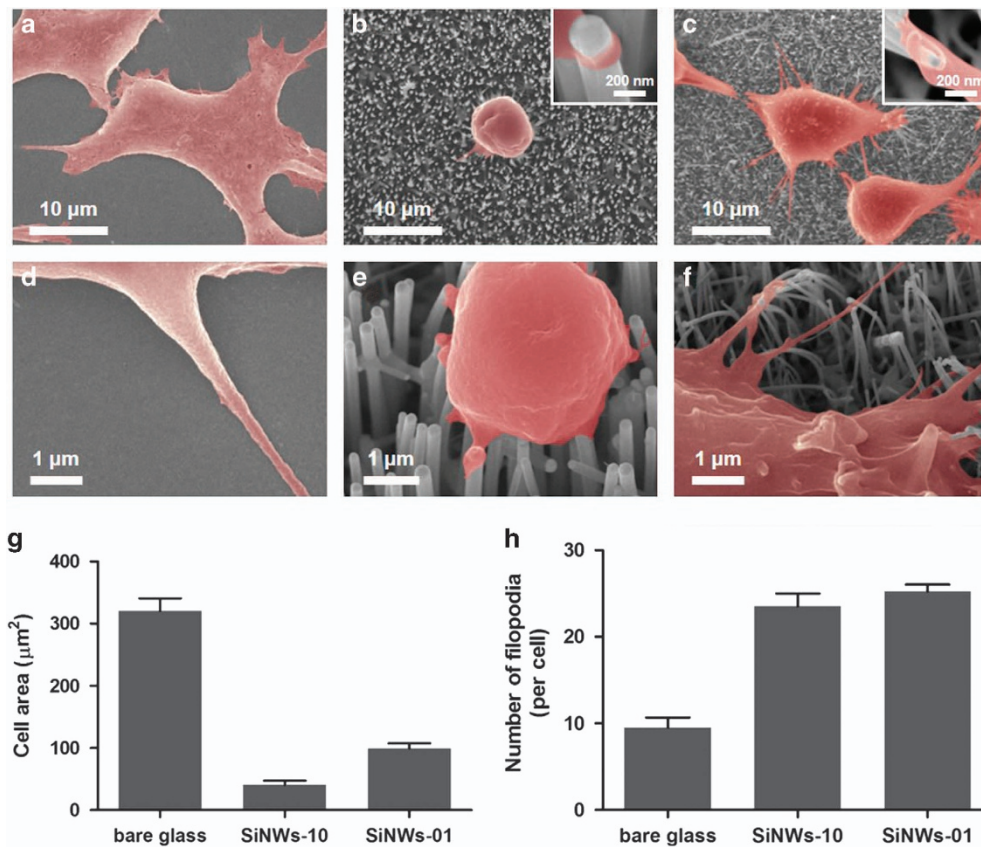 a
b
200 nm
c
200 nm
10 µm
10 µm
10 µm
d
e
f
1 µm
1 µm
1 µm
g
400
300
200
100
0
Cell area (µm²)
bare glass SiNWs-10 SiNWs-01
h
30
20
10
0
Number of filopodia
(per cell)
bare glass SiNWs-10 SiNWs-01